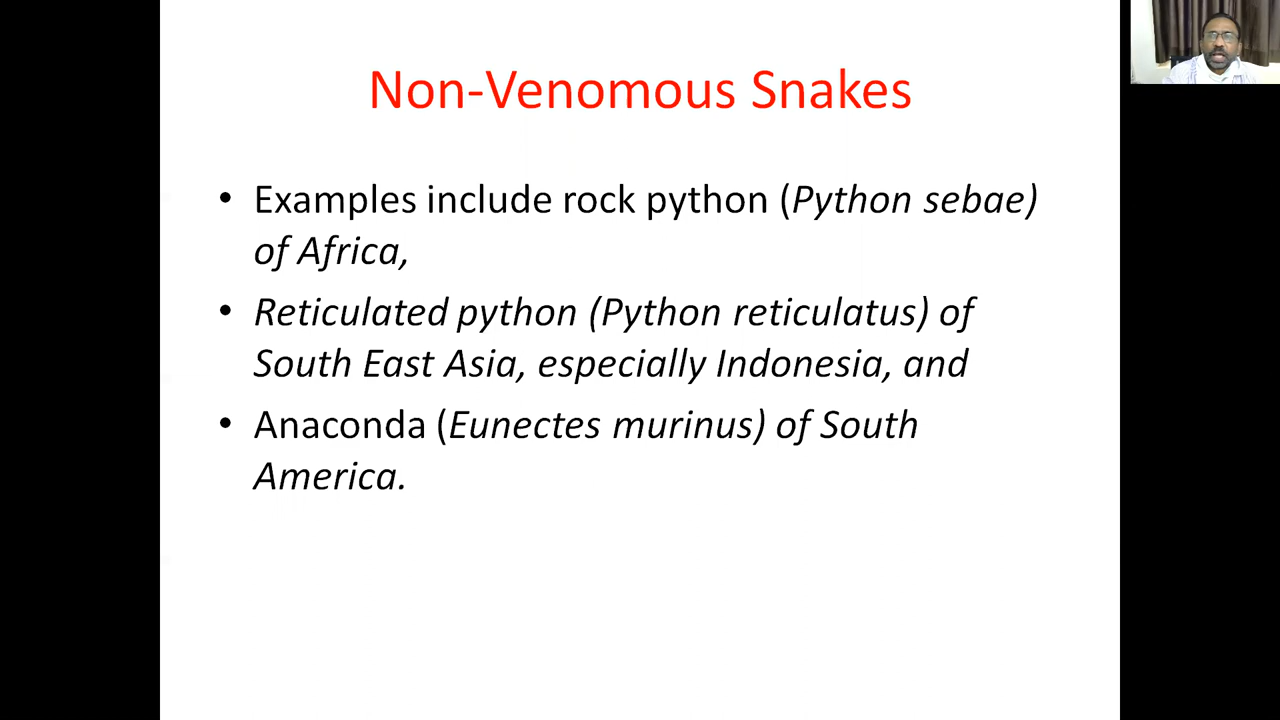 Non-Venomous Snakes
• Examples include rock python (Python sebae)
of Africa,
• Reticulated python (Python reticulatus) of
South East Asia, especially Indonesia, and
• Anaconda (Eunectes murinus) of South
America.